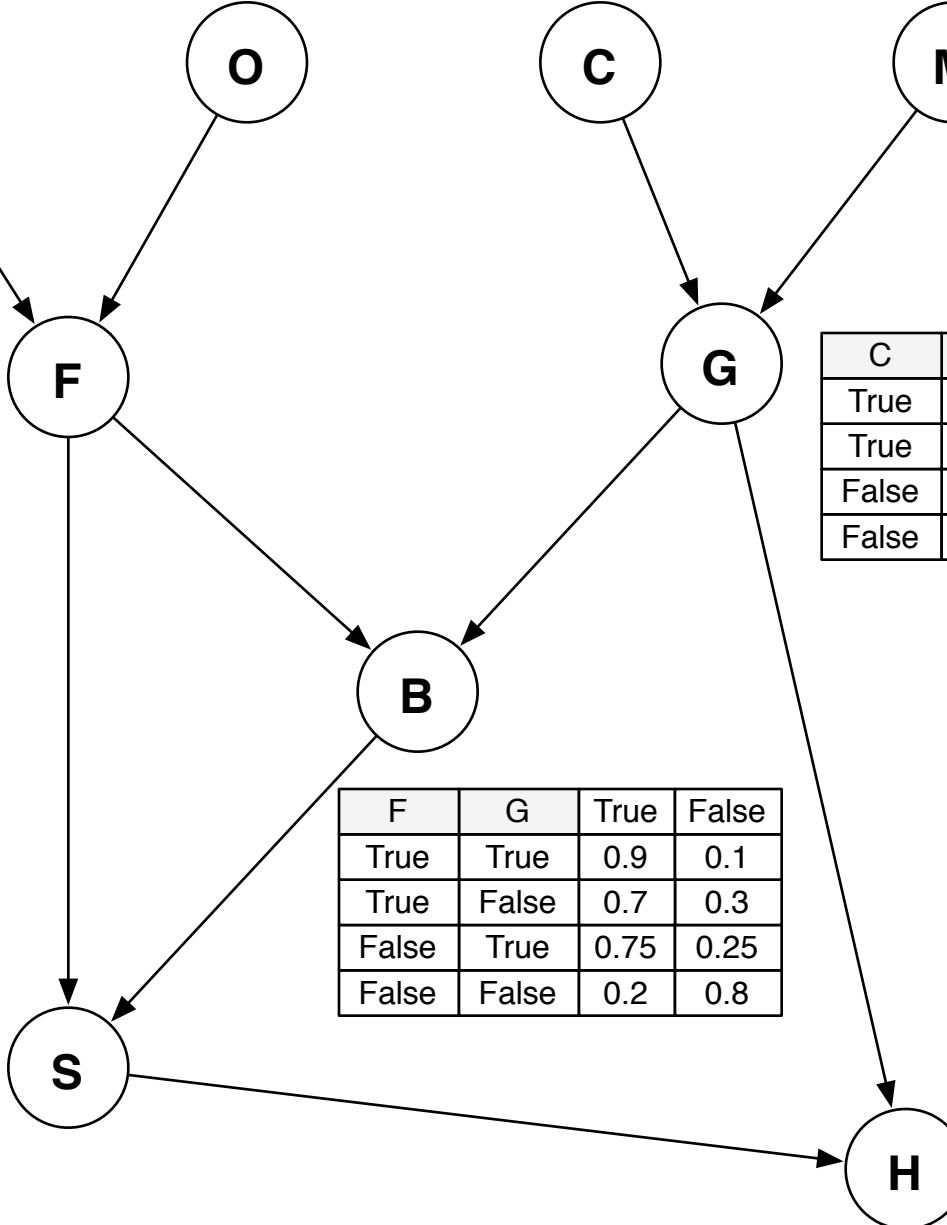 O
C
F
G
C
True
True
False
False
B
F G True False
True True 0.9 0.1
True False 0.7 0.3
False True 0.75 0.25
False False 0.2 0.8
S
H